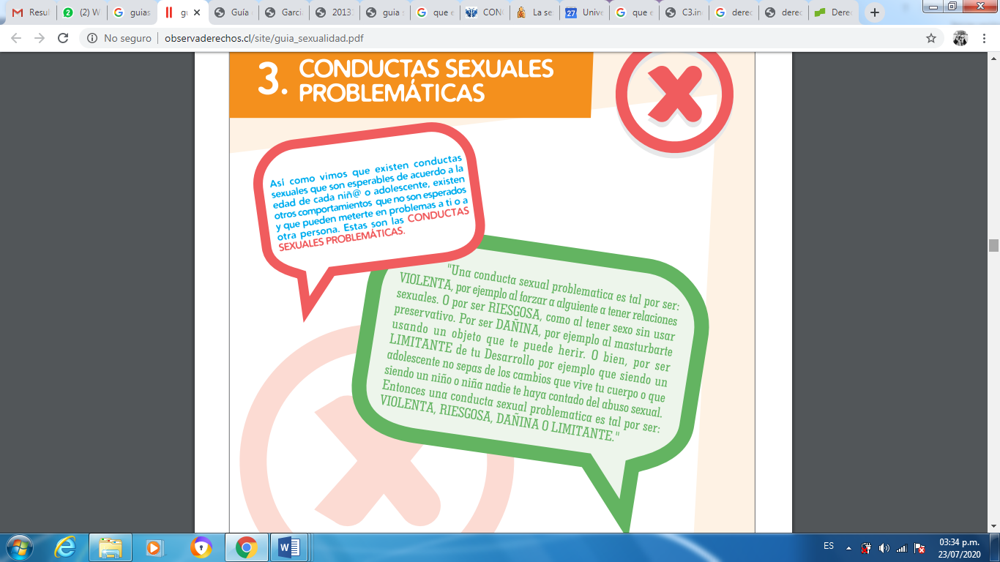 Resul
(2) W
guias
gu
Guía
Garcia
2013
guia s
que e
CONC
La se
Unive
que e
C3.in
derec
derec
Derec
No seguro
observaderechos.cl/site/guia_sexualidad.pdf
3. CONDUCTAS SEXUALES
PROBLEMÁTICAS
Así como vimos que existen conductas
sexuales que son esperables de acuerdo a la
edad de cada niñ@ o adolescente, existen
otros comportamientos que no son esperados
y que pueden meterte en problemas a ti o a
otra persona. Estas son las CONDUCTAS
SEXUALES PROBLEMÁTICAS.
"Una conducta sexual problematica es tal por ser:
VIOLENTA, por ejemplo al forzar a alguiente a tener relaciones
sexuales. O por ser RIESGOSA, como al tener sexo sin usar
preservativo. Por ser DAÑINA, por ejemplo al masturbarte
usando un objeto que te puede herir. O bien, por ser
LIMITANTE de tu Desarrollo por ejemplo que siendo un
adolescente no sepas de los cambios que vive tu cuerpo o que
siendo un niño o niña nadie te haya contado del abuso sexual.
Entonces una conducta sexual problematica es tal por ser:
VIOLENTA, RIESGOSA, DAÑINA O LIMITANTE."
ES
03:34 p.m.
23/07/2020